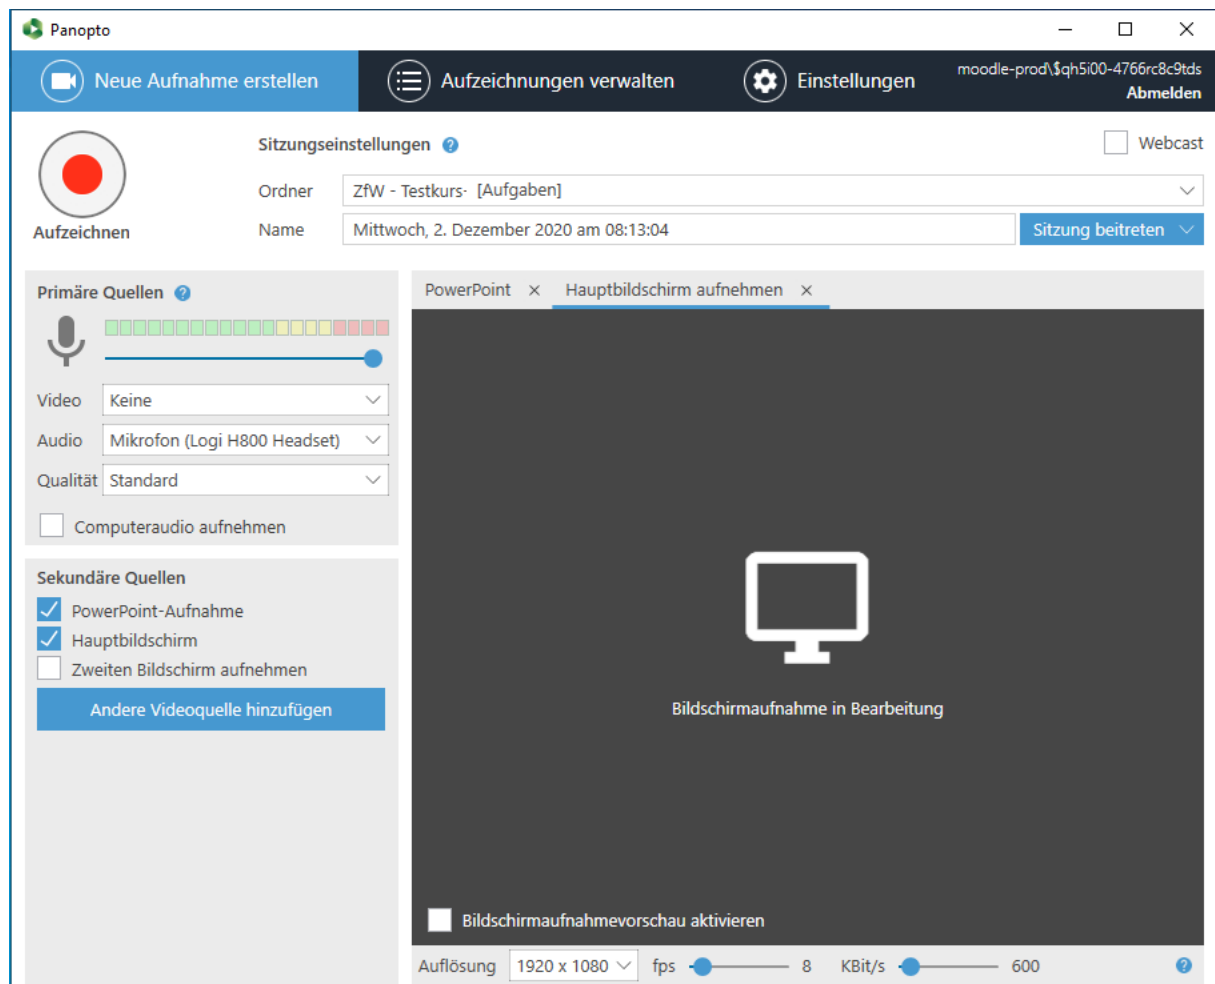 Panopto
Neue Aufnahme erstellen
Aufzeichnungen verwalten
Einstellungen
moodle-prod\$qh5i00-4766rc8c9tds
Abmelden
Aufzeichnen
Sitzungseinstellungen ?
Webcast
Ordner ZfW - Testkurs· [Aufgaben]
Name Mittwoch, 2. Dezember 2020 am 08:13:04 Sitzung beitreten
Primäre Quellen ?
Video Keine
Audio Mikrofon (Logi H800 Headset)
Qualität Standard
Computeraudio aufnehmen
Sekundäre Quellen
PowerPoint-Aufnahme
Hauptbildschirm
Zweiten Bildschirm aufnehmen
Andere Videoquelle hinzufügen
PowerPoint × Hauptbildschirm aufnehmen ×
Bildschirmaufnahme in Bearbeitung
Bildschirmaufnahmevorschau aktivieren
Auflösung 1920 x 1080 fps 8 KBit/s 600 ?